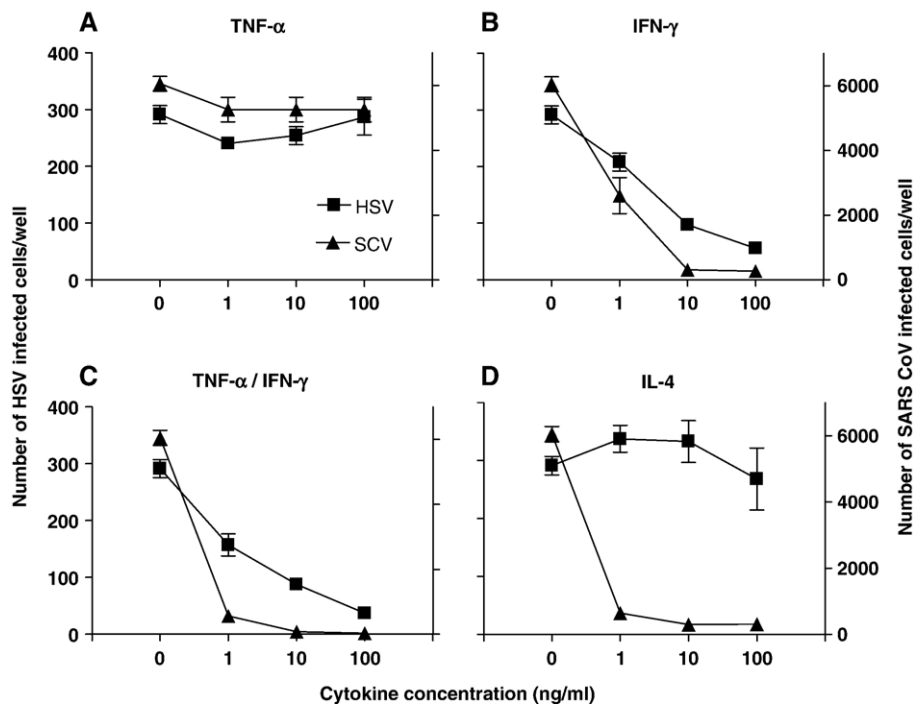 A
TNF-α
B
IFN-γ
400
300
200
100
0
HSV
SCV
0 1 10 100
6000
4000
2000
0
0 1 10 100
C
TNF-α / IFN-γ
D
IL-4
400
300
200
100
0
0 1 10 100
6000
4000
2000
0
0 1 10 100
Number of HSV infected cells/well
Number of SARS CoV infected cells/well
Cytokine concentration (ng/ml)